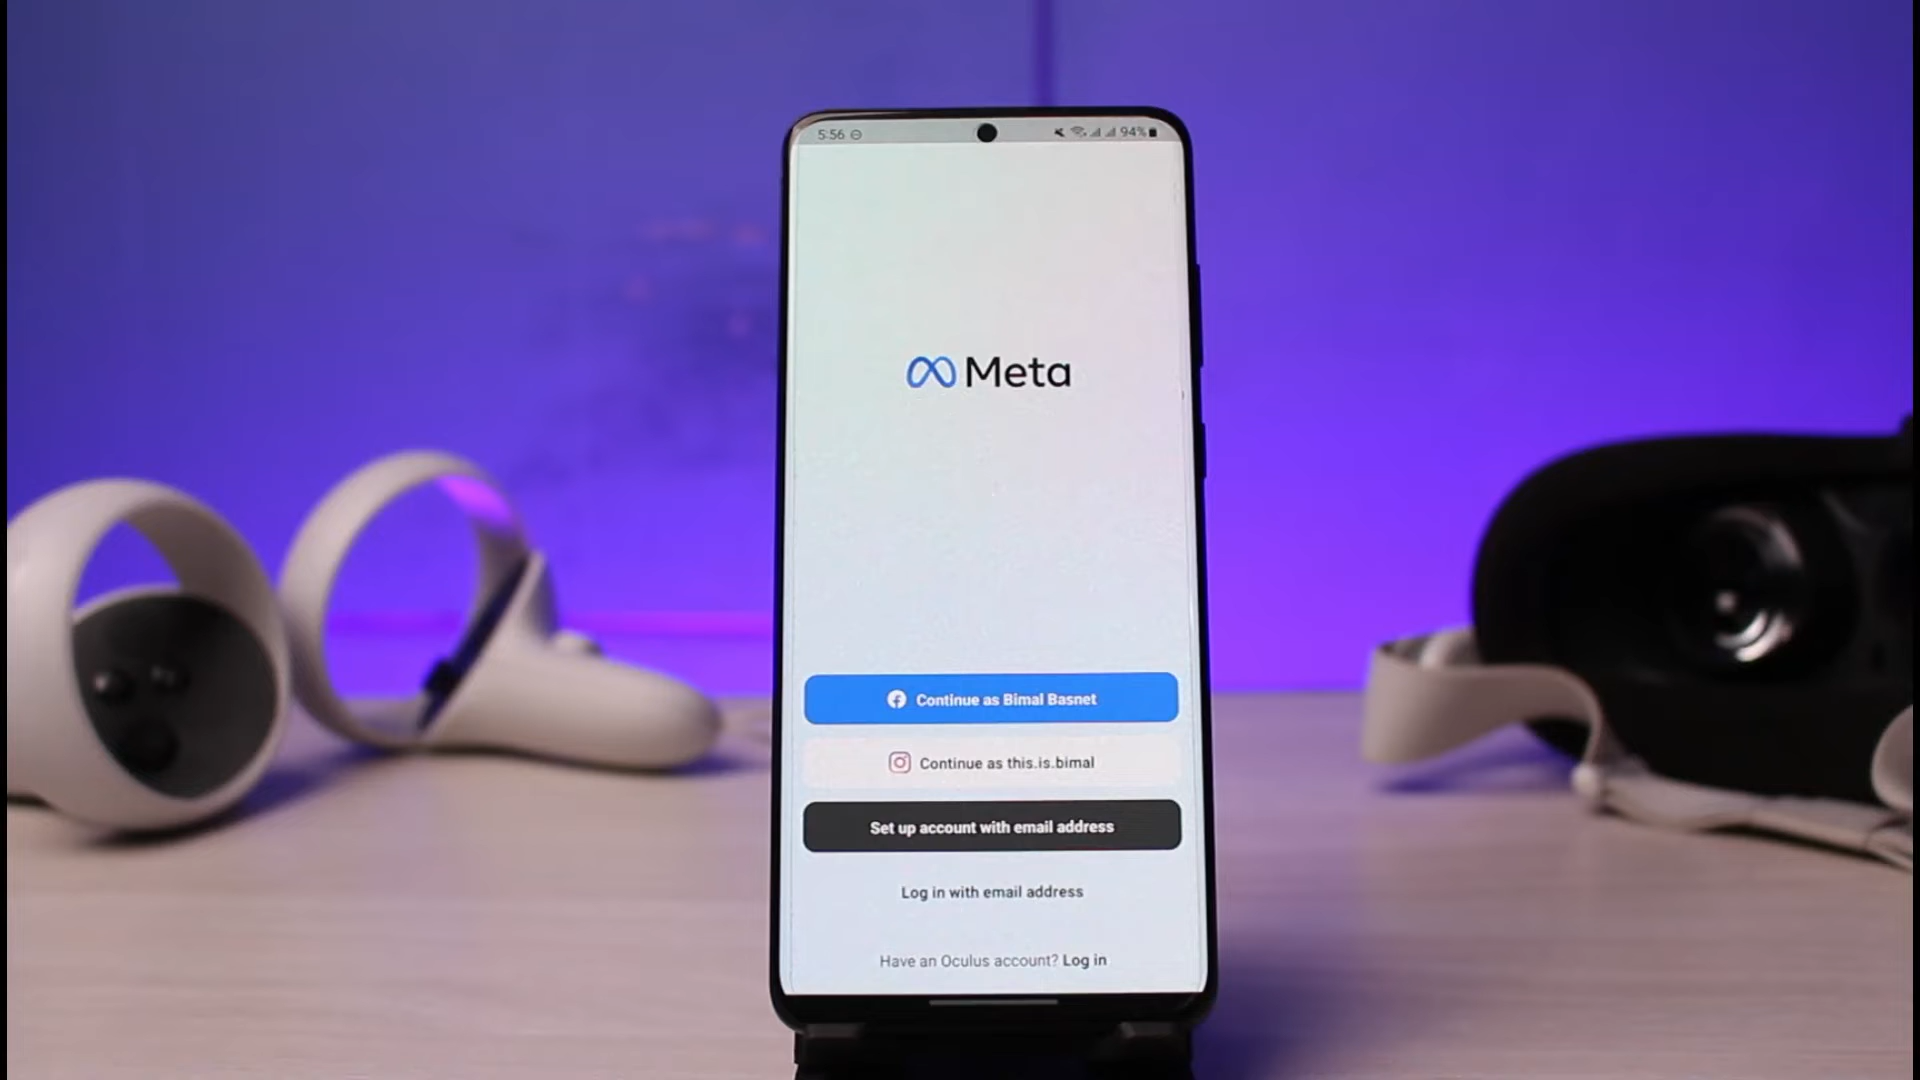 5:56
94%
Meta
Continue as Bimal Basnet
Continue as this.is.bimal
Set up account with email address
Log in with email address
Have an Oculus account? Log in